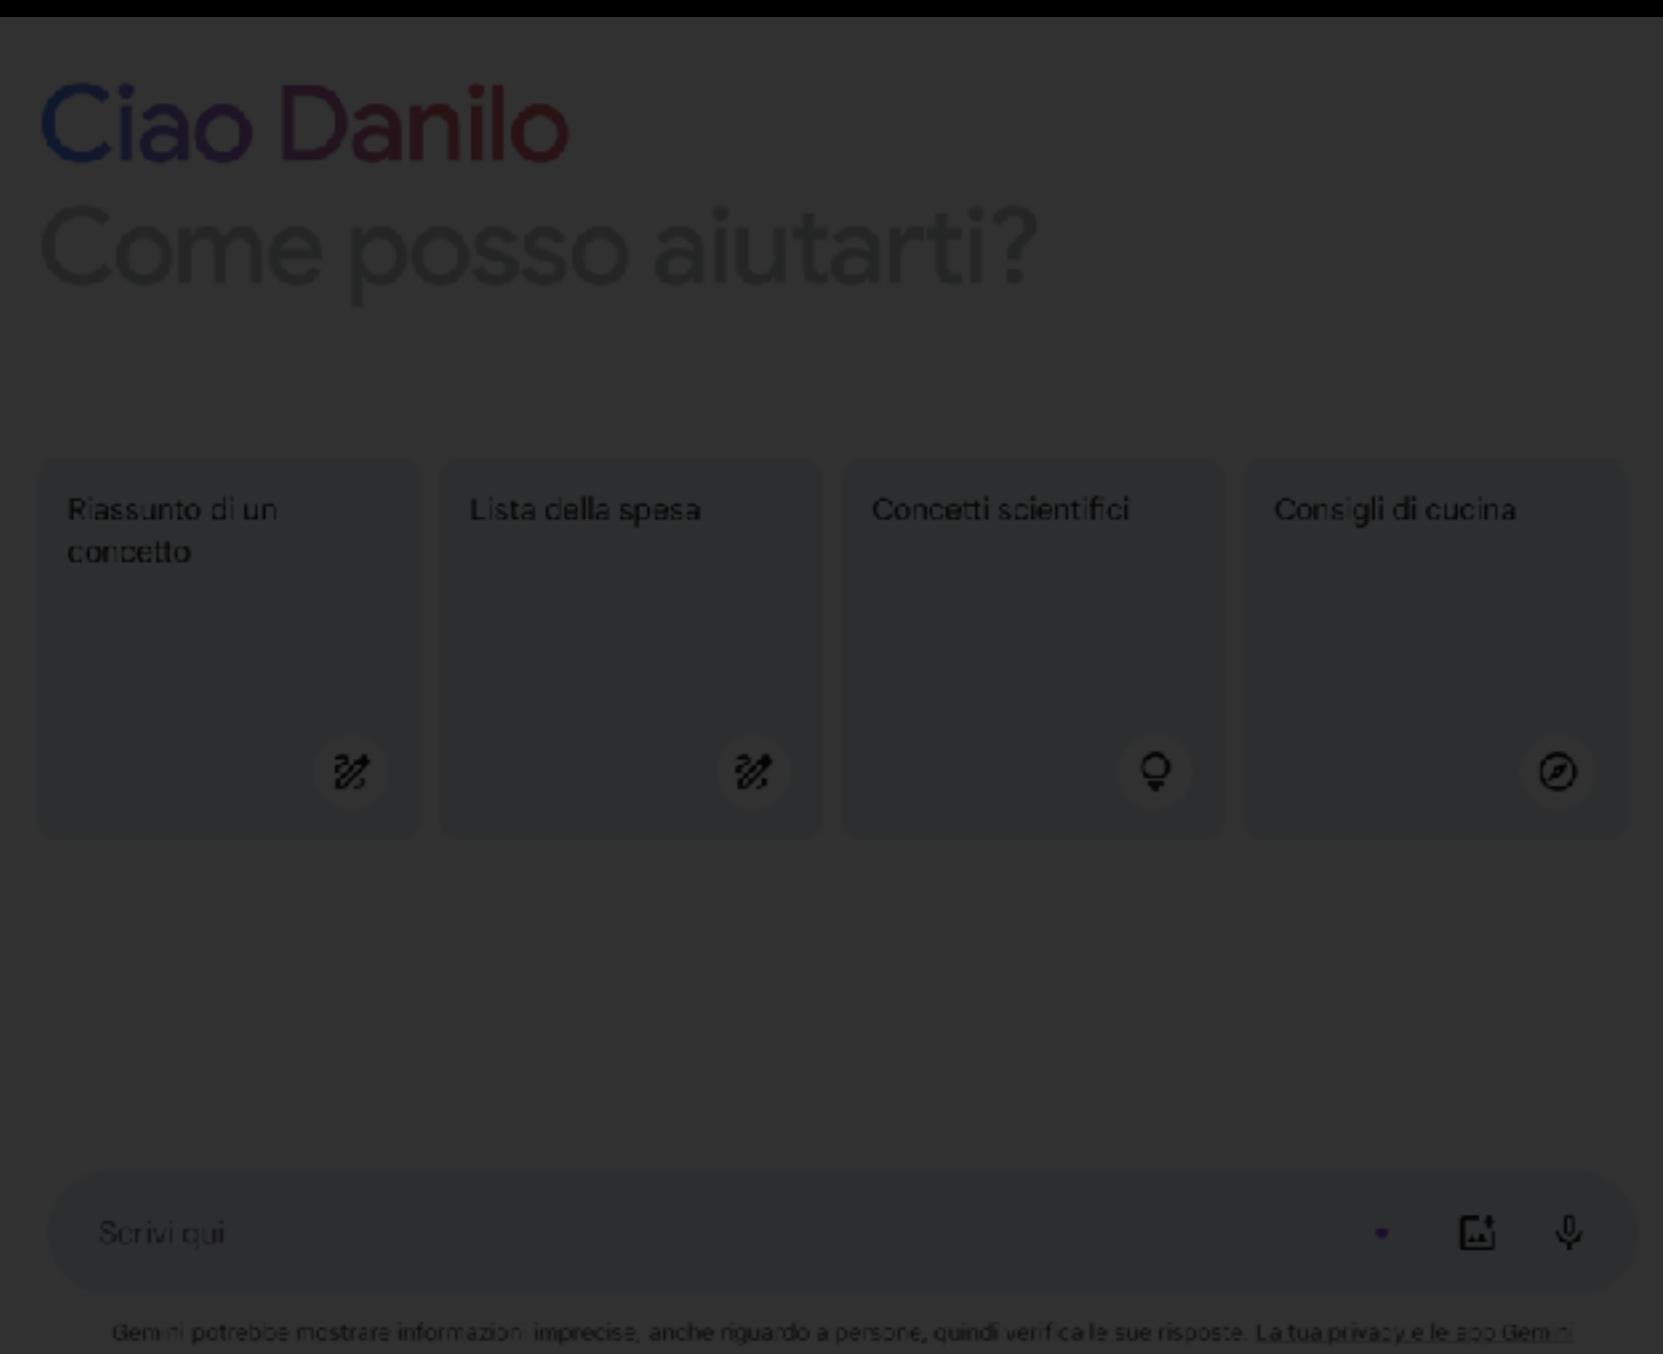 Ciao Danilo
Come posso aiutarti?
Riassunto di un
concetto
Lista della spesa
Concetti scientifici
Consigli di cucina
Scrivi qui
Gemini potrebbe mostrare informazioni imprecise, anche riguardo a persone, quindi verifica le sue risposte. La tua privacy e le app Gemini